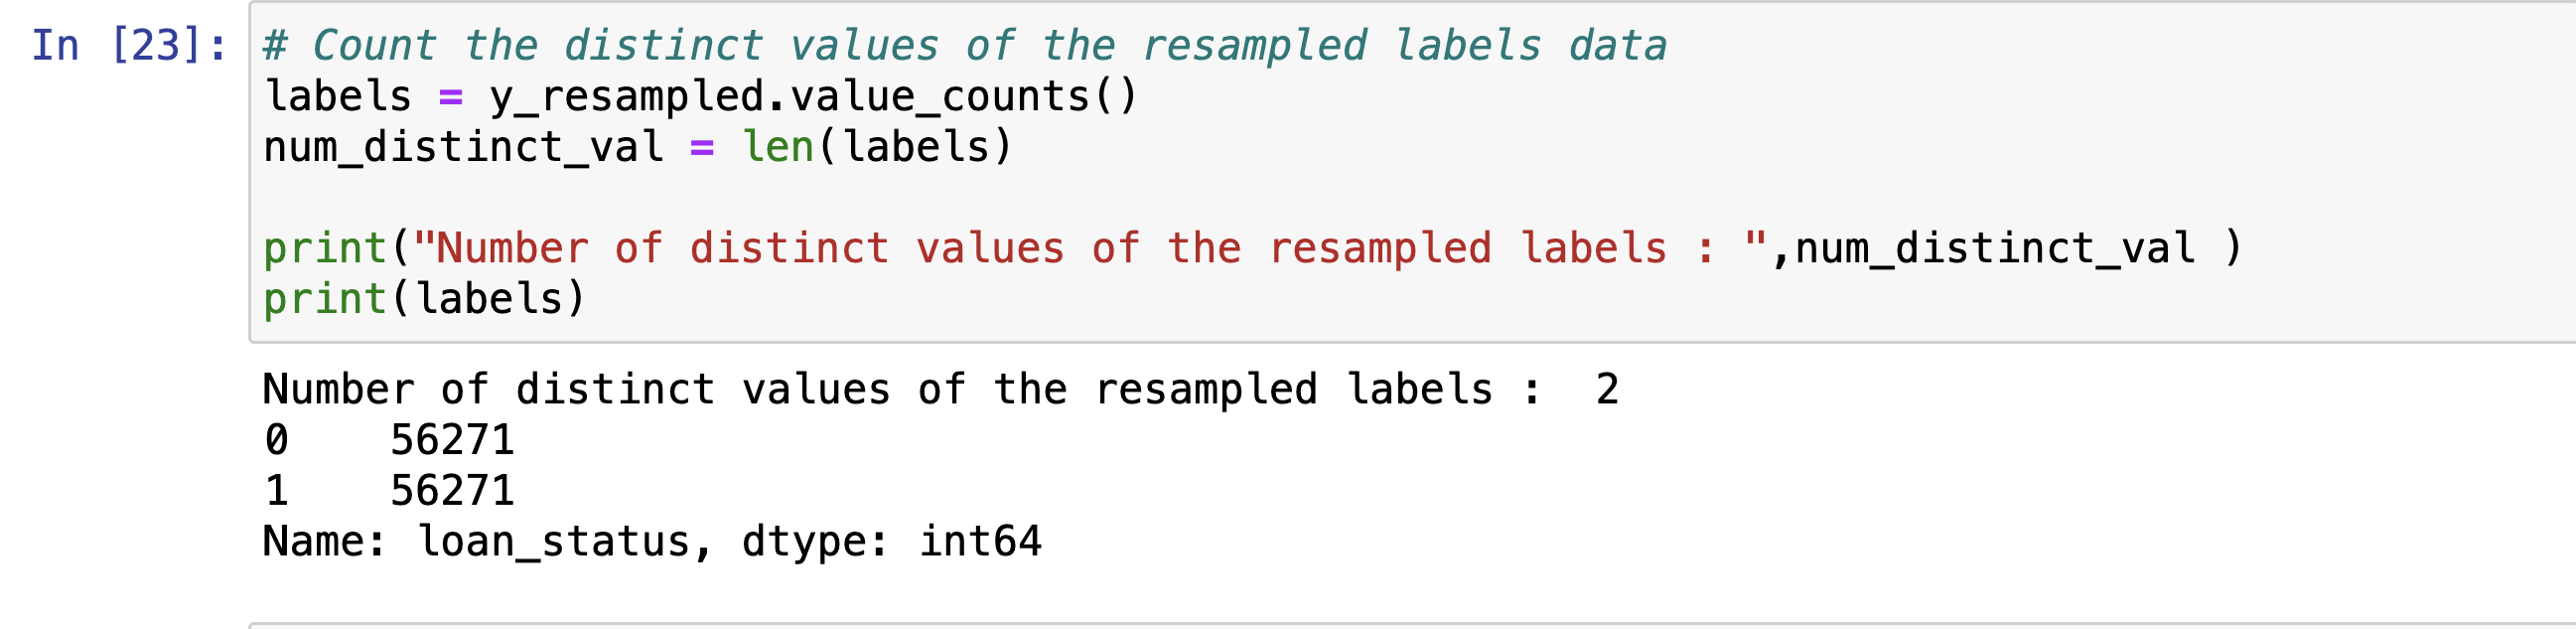 In [23]: # Count the distinct values of the resampled labels data
labels = y_resampled.value_counts()
num_distinct_val = len(labels)
print("Number of distinct values of the resampled labels : ",num_distinct_val )
print(labels)
Number of distinct values of the resampled labels :  2
0    56271
1    56271
Name: loan_status, dtype: int64